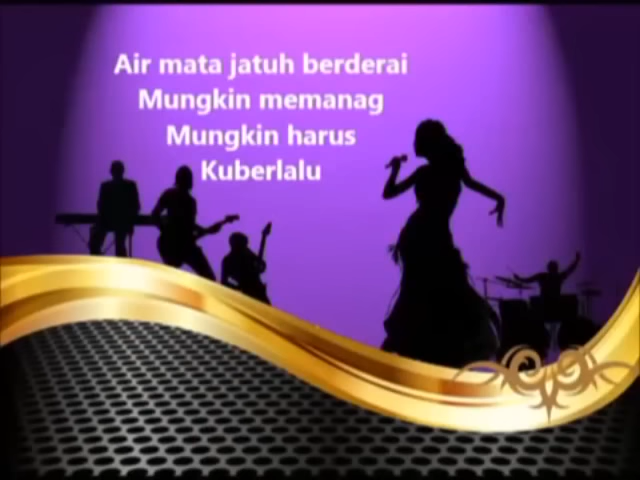 Air mata jatuh berderai
Mungkin memanag
Mungkin harus
Kuberlalu